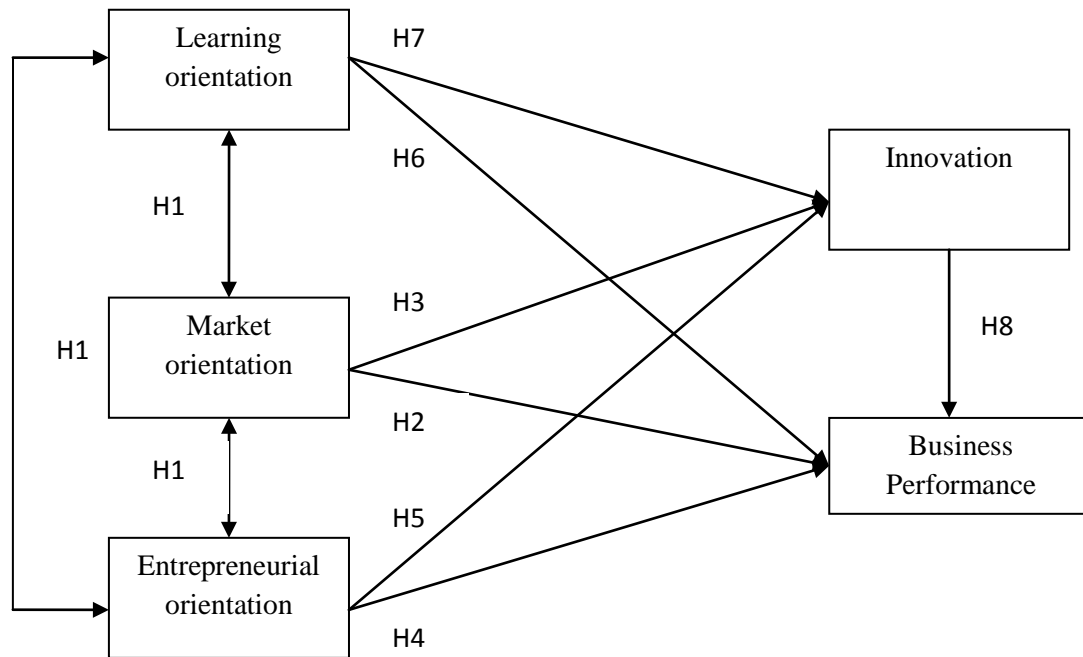 Learning
orientation
H7
H6
Innovation
H1
H3
Market
orientation
H1
H8
H2
H1
Business
Performance
H5
Entrepreneurial
orientation
H4